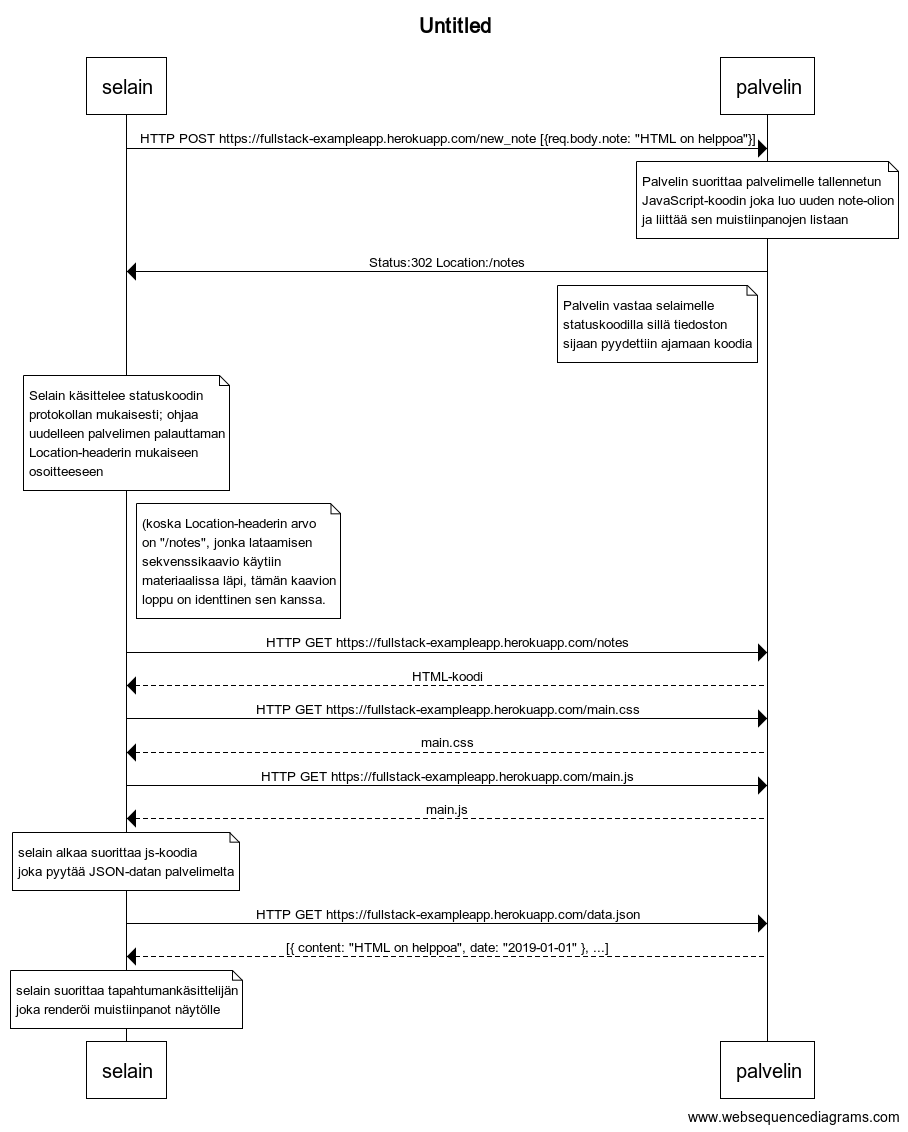 Untitled
selain
palvelin
HTTP POST https://fullstack-exampleapp.herokuapp.com/new_note [{req.body.note: "HTML on helppoa"}]
Palvelin suorittaa palvelimelle tallennetun
JavaScript-koodin joka luo uuden note-olion
ja liittää sen muistiinpanojen listaan
Status:302 Location:/notes
Palvelin vastaa selaimelle
statuskoodilla sillä tiedoston
sijaan pyydettiin ajamaan koodia
Selain käsittelee statuskoodin
protokollan mukaisesti; ohjaa
uudelleen palvelimen palauttaman
Location-headerin mukaiseen
osoitteeseen
(koska Location-headerin arvo
on "/notes", jonka lataamisen
sekvenssikaavio käytiin
materiaalissa läpi, tämän kaavion
loppu on identtinen sen kanssa.
HTTP GET https://fullstack-exampleapp.herokuapp.com/notes
HTML-koodi
HTTP GET https://fullstack-exampleapp.herokuapp.com/main.css
main.css
HTTP GET https://fullstack-exampleapp.herokuapp.com/main.js
main.js
selain alkaa suorittaa js-koodia
joka pyytää JSON-datan palvelimelta
HTTP GET https://fullstack-exampleapp.herokuapp.com/data.json
[{ content: "HTML on helppoa", date: "2019-01-01" }, ...]
selain suorittaa tapahtumankäsittelijän
joka renderöi muistiinpanot näytölle
selain
palvelin
www.websequencediagrams.com